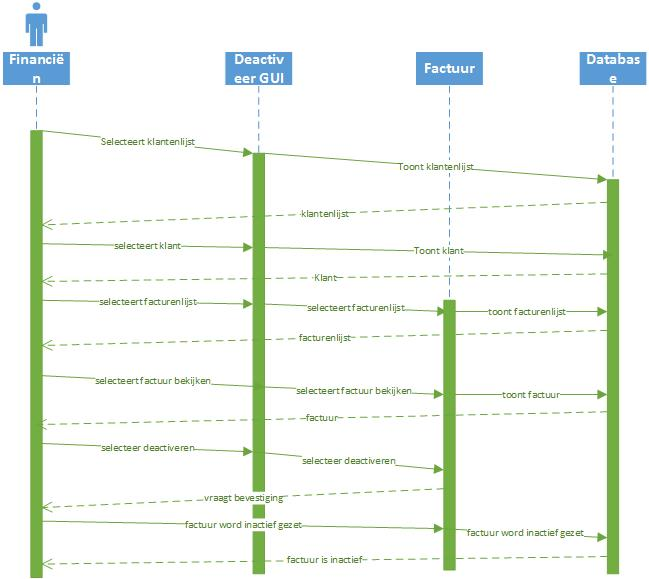 Financië
n
Deactiv
eer GUI
Factuur
Databas
e
Selecteert klantenlijst
Toont klantenlijst
klantenlijst
selecteert klant
Toont klant
Klant
selecteert facturenlijst
selecteert facturenlijst
toont facturenlijst
facturenlijst
selecteert factuur bekijken
selecteert factuur bekijken
toont factuur
factuur
selecteer deactiveren
selecteer deactiveren
vraagt bevestiging
factuur word inactief gezet
factuur word inactief gezet
factuur is inactief